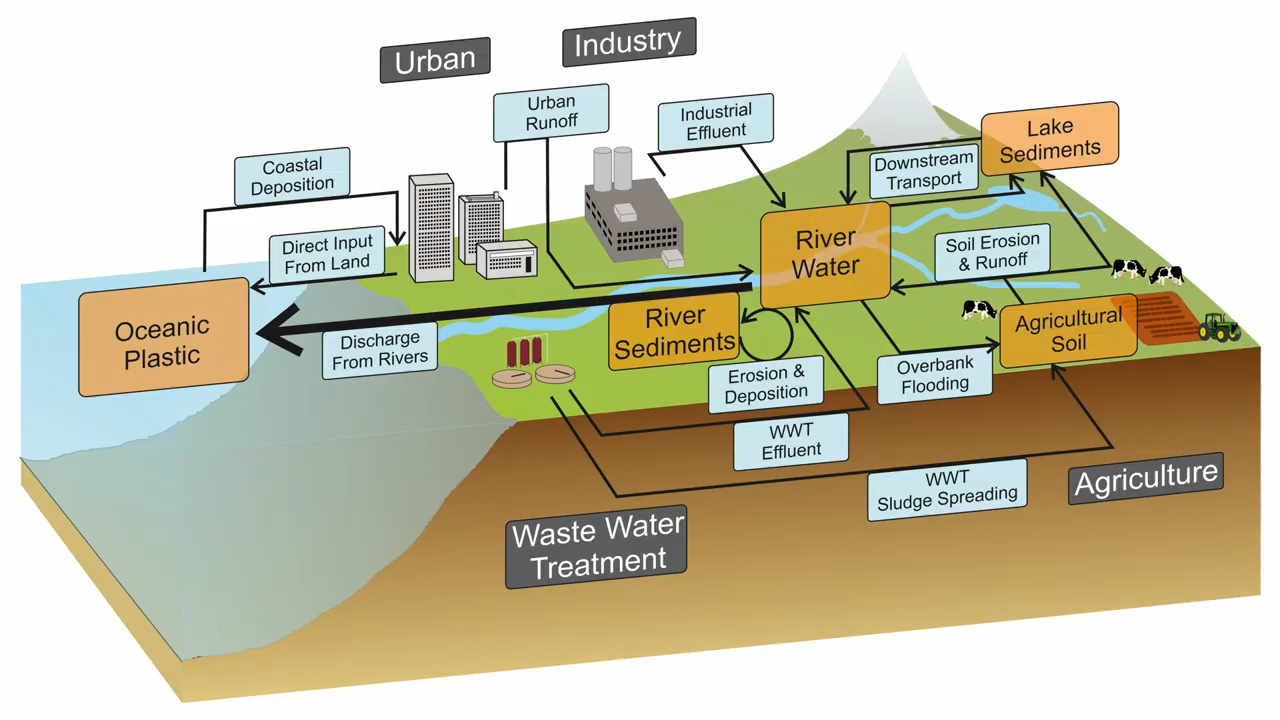 Urban
Industry
Urban
Runoff
Industrial
Effluent
Lake
Sediments
Coastal
Deposition
Downstream
Transport
Direct Input
From Land
River
Water
Soil Erosion
& Runoff
Oceanic
Plastic
Discharge
From Rivers
River
Sediments
Agricultural
Soil
Erosion &
Deposition
Overbank
Flooding
WWT
Effluent
WWT
Sludge Spreading
Agriculture
Waste Water
Treatment